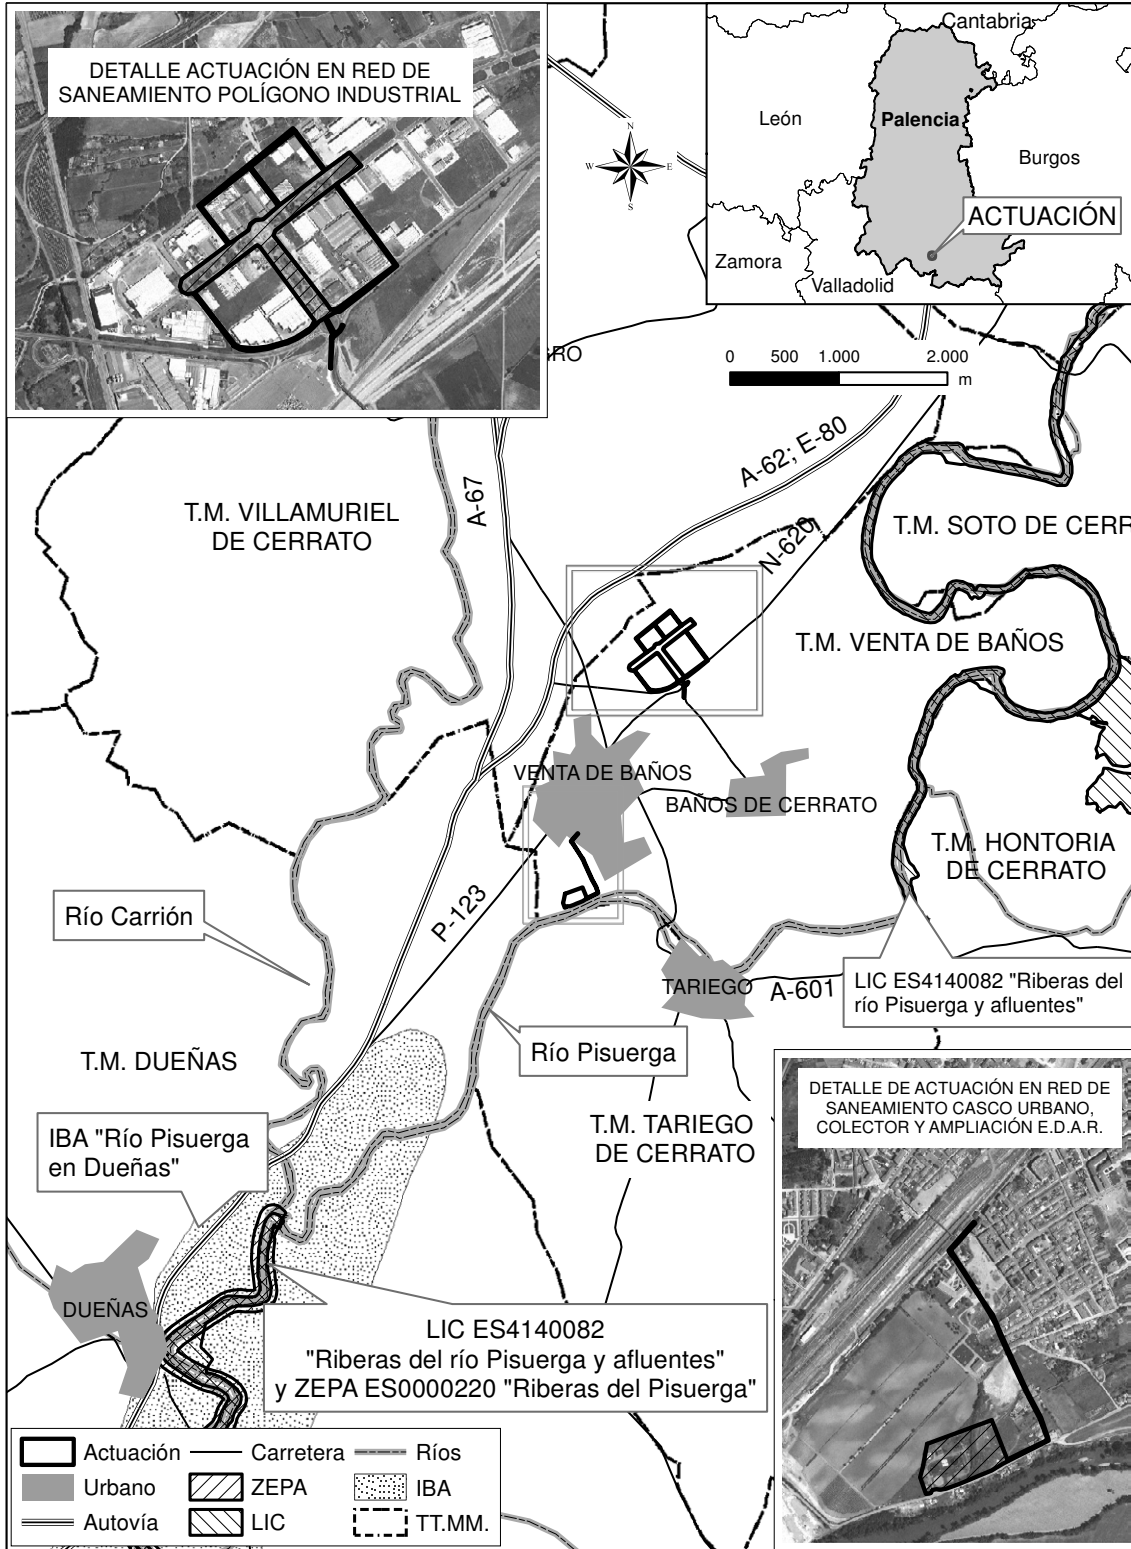 DETALLE ACTUACIÓN EN RED DE
SANEAMIENTO POLÍGONO INDUSTRIAL
N
W
E
S
Cantabria
León
Palencia
Burgos
ACTUACIÓN
Zamora
Valladolid
GRO
0 500 1.000 2.000
m
A-67
A-62; E-80
N-620
T.M. VILLAMURIEL
DE CERRATO
T.M. SOTO DE CERR
T.M. VENTA DE BAÑOS
VENTA DE BAÑOS
BAÑOS DE CERRATO
T.M. HONTORIA
DE CERRATO
Río Carrión
P-123
TARIEGO
A-601
LIC ES4140082 "Riberas del
río Pisuerga y afluentes"
Río Pisuerga
T.M. DUEÑAS
IBA "Río Pisuerga
en Dueñas"
T.M. TARIEGO
DE CERRATO
DETALLE DE ACTUACIÓN EN RED DE
SANEAMIENTO CASCO URBANO,
COLECTOR Y AMPLIACIÓN E.D.A.R.
DUEÑAS
LIC ES4140082
"Riberas del río Pisuerga y afluentes"
y ZEPA ES0000220 "Riberas del Pisuerga"
Actuación Carretera Ríos
Urbano ZEPA IBA
Autovía LIC TT.MM.